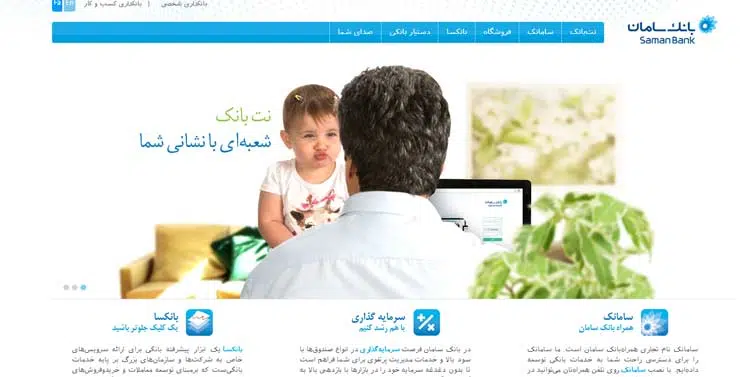 بانکداری شخصی | بانکداری کسب و کار
Fa En
بانک سامان
Saman Bank
نت‌بانک
سامانک
فروشگاه
بانکسا
دستیار بانکی
صدای شما
نت بانک
شعبه‌ای با نشانی شما
بانک سامان
سامانک
همراه بانک سامان
سامانک نام تجاری همراه‌بانک سامان است. ما سامانک
را برای دسترسی راحت شما به خدمات بانکی توسعه
داده‌ایم. با نصب سامانک روی تلفن همراه‌تان می‌توانید در
سرمایه گذاری
با هم رشد کنیم
در بانک سامان فرصت سرمایه‌گذاری در انواع صندوق‌ها با
سود بالا و خدمات مدیریت پرتفوی برای شما فراهم است
تا بدون دغدغه سرمایه خود را در بازارها با بازدهی بالا به
بانکسا
یک کلیک جلوتر باشید
بانکسا یک ابزار پیشرفته بانکی برای ارائه سرویس‌های
خاص به شرکت‌ها و سازمان‌های بزرگ بر پایه خدمات
بانکی‌ست که برمبنای توسعه معاملات و خریدوفروش‌های